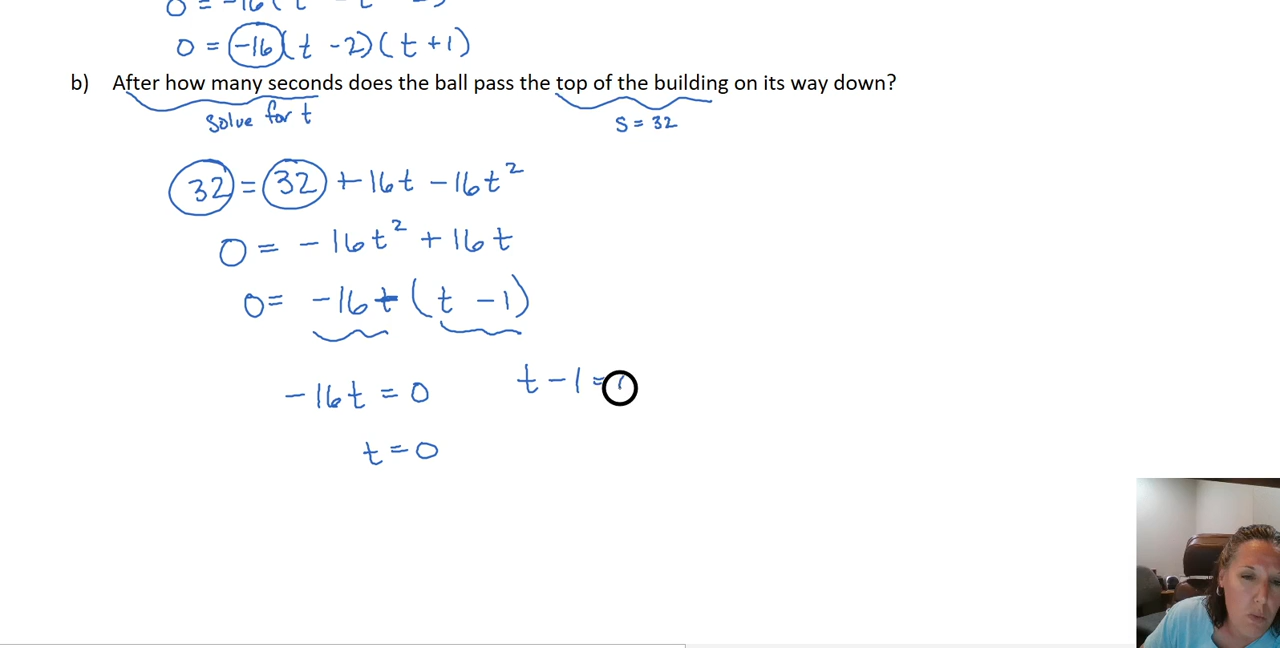 0 = -16(t
0 = -16(t -2)(t +1)
b) After how many seconds does the ball pass the top of the building on its way down?
Solve for t
S = 32
32 = 32 + 16t - 16t²
0 = - 16t² + 16t
0 = -16t (t - 1)
-16t = 0
t - 1 =
t = 0